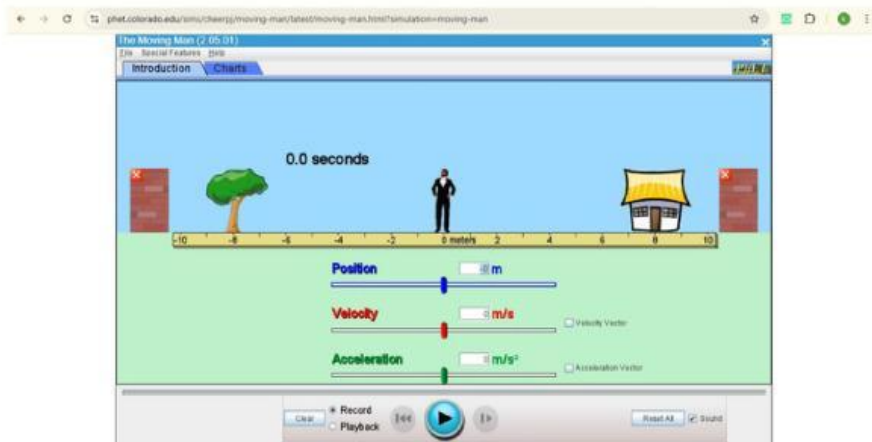 phet.colorado.edu/sims/cheerpj/moving-man/latest/moving-man.html?simulation=moving-man
The Moving Man (2.05.01)
File Special Features Help
Introduction Charts
0.0 seconds
-10 -8 -6 -4 -2 0 meters 2 4 6 8 10
Position m
Velocity 0 m/s
Velocity Vector
Acceleration 0 m/s²
Acceleration Vector
Clear Record Playback Reset All Sound